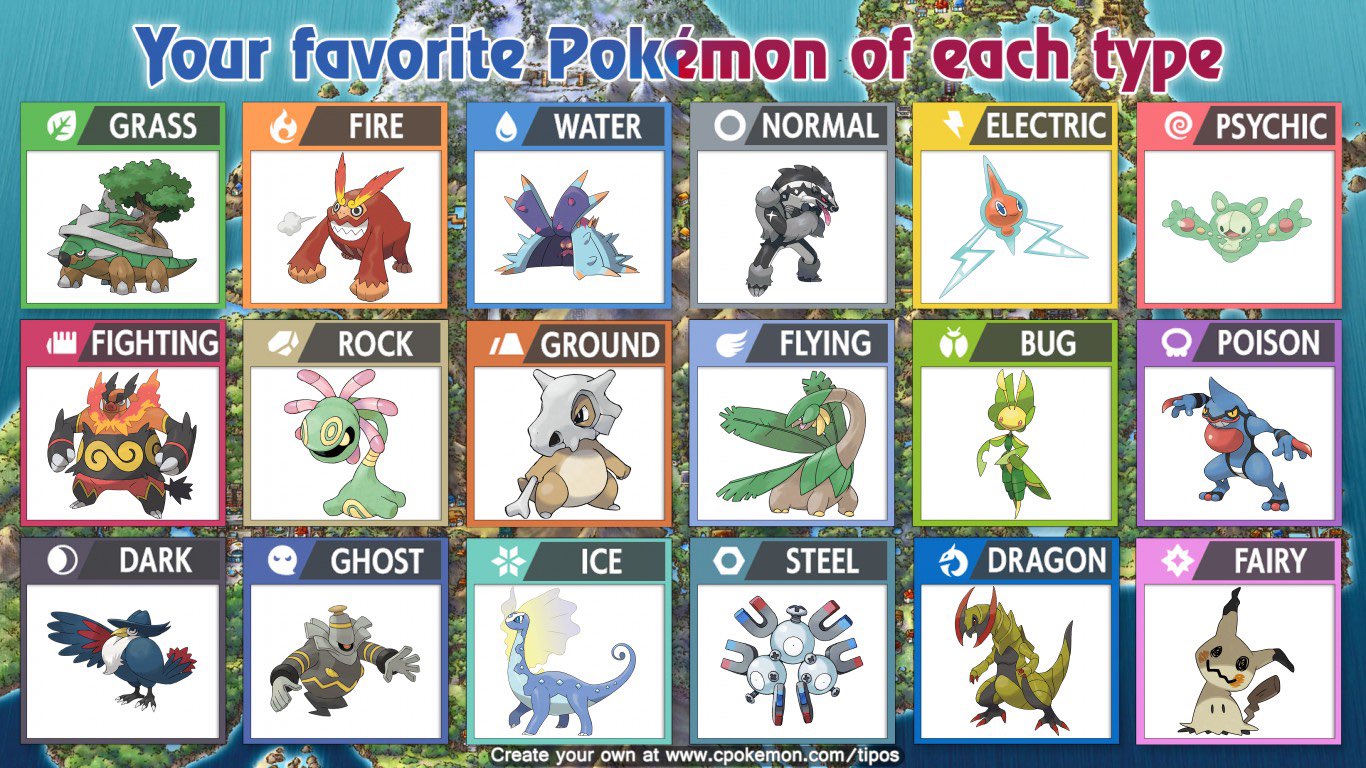 Your favorite Pokémon of each type
GRASS
FIRE
WATER
NORMAL
ELECTRIC
PSYCHIC
FIGHTING
ROCK
GROUND
FLYING
BUG
POISON
DARK
GHOST
ICE
STEEL
DRAGON
FAIRY
Create your own at www.cpokemon.com/tipos